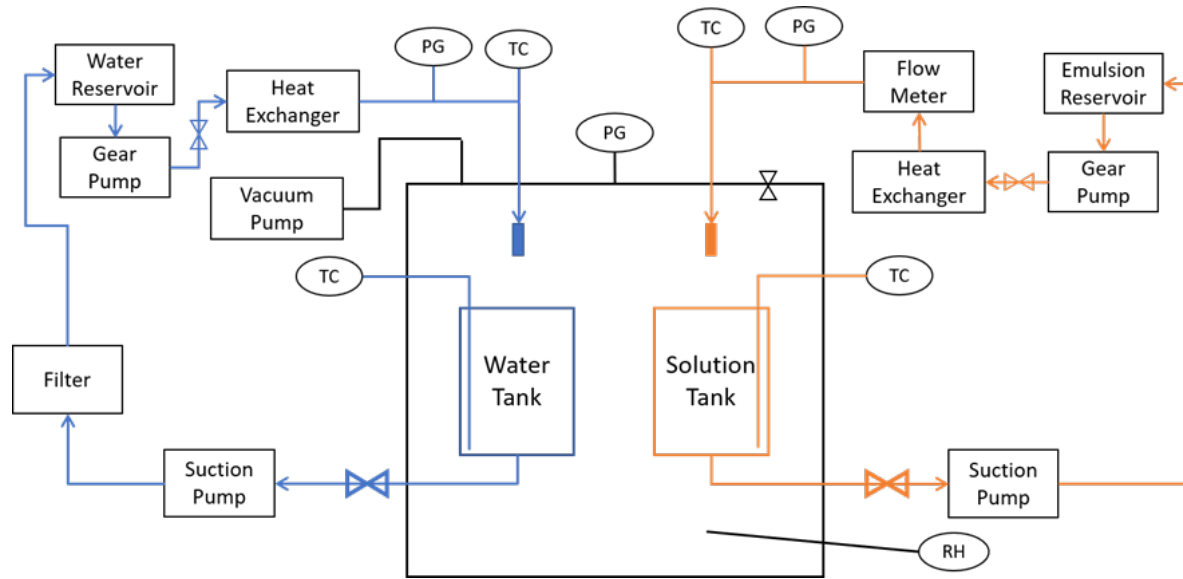 PG
TC
TC
PG
Water
Reservoir
Heat
Exchanger
Flow
Meter
Emulsion
Reservoir
Gear
Pump
PG
Vacuum
Pump
Heat
Exchanger
Gear
Pump
TC
TC
Water
Tank
Solution
Tank
Filter
Suction
Pump
Suction
Pump
RH